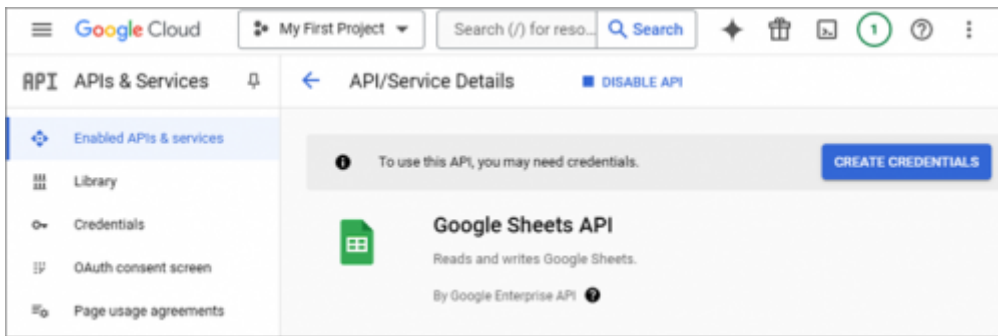 Google Cloud My First Project Search (/) for reso... Search 1
API APIs & Services API/Service Details DISABLE API
Enabled APIs & services
To use this API, you may need credentials. CREATE CREDENTIALS
Library
Credentials
Google Sheets API
Reads and writes Google Sheets.
OAuth consent screen
By Google Enterprise API
Page usage agreements